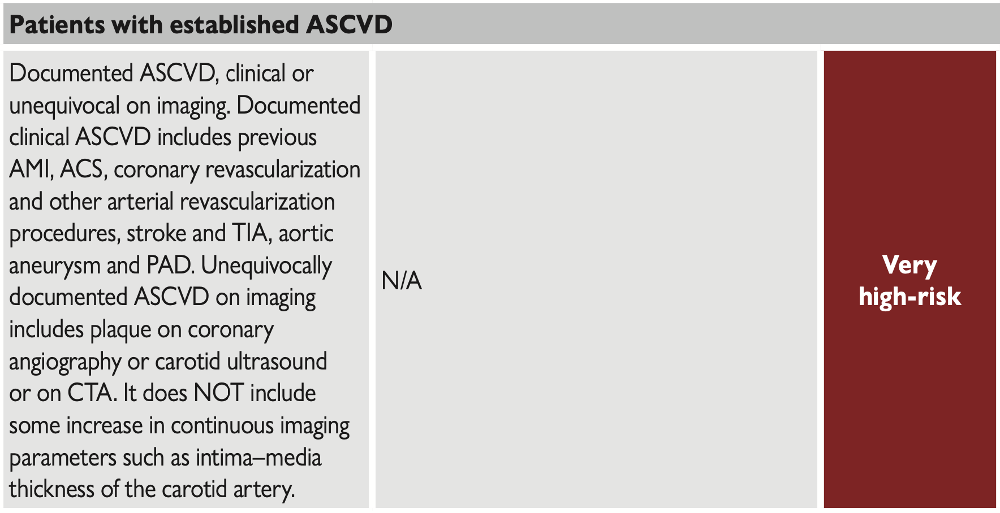 Patients with established ASCVD
Documented ASCVD, clinical or
unequivocal on imaging. Documented
clinical ASCVD includes previous
AMI, ACS, coronary revascularization
and other arterial revascularization
procedures, stroke and TIA, aortic
aneurysm and PAD. Unequivocally
documented ASCVD on imaging
includes plaque on coronary
angiography or carotid ultrasound
or on CTA. It does NOT include
some increase in continuous imaging
parameters such as intima–media
thickness of the carotid artery.
N/A
Very
high-risk